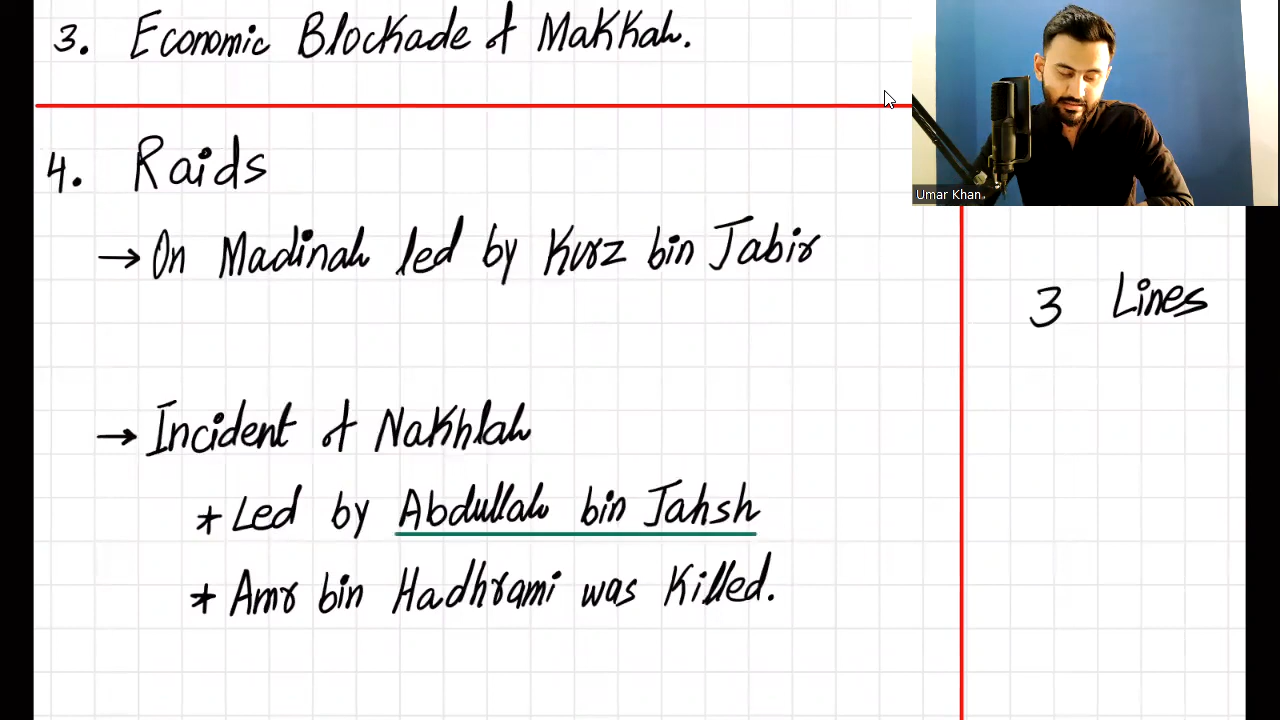 3. Economic Blockade of Makkah.
Umar Khan
4. Raids
→ On Madinah led by Kurz bin Jabir
3 Lines
→ Incident of Nakhlah
* Led by Abdullah bin Jahsh
* Amr bin Hadhrami was killed.